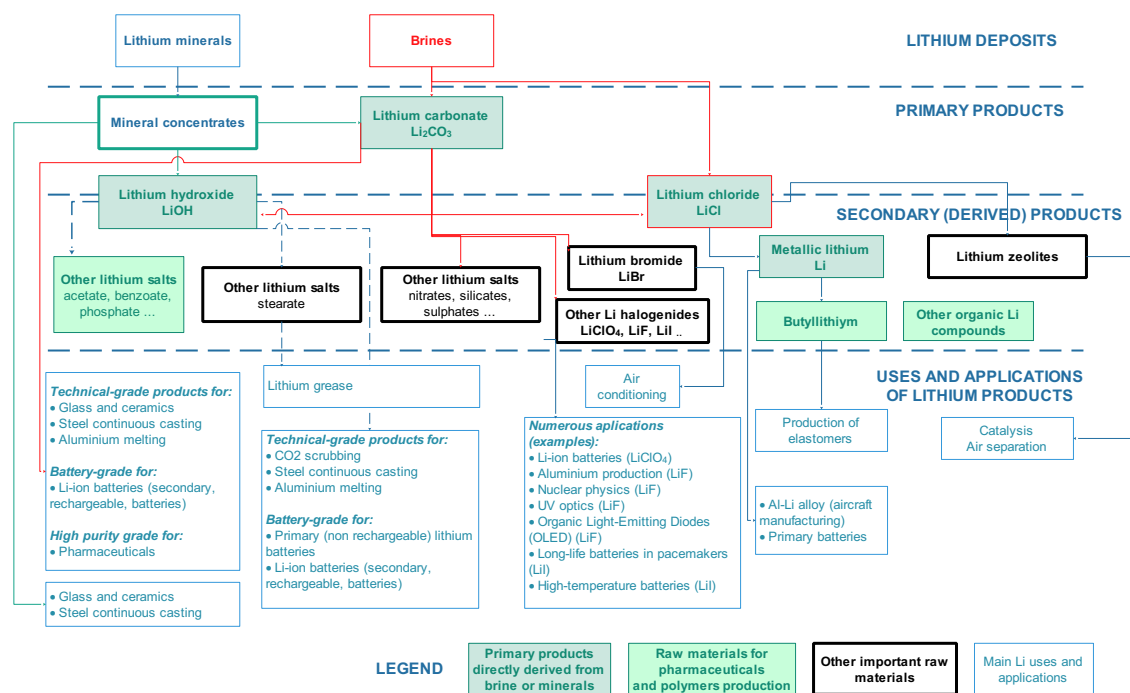 Lithium minerals
Brines
LITHIUM DEPOSITS
PRIMARY PRODUCTS
Mineral concentrates
Lithium carbonate
Li₂CO₃
Lithium hydroxide
LiOH
Lithium chloride
LiCl
SECONDARY (DERIVED) PRODUCTS
Other lithium salts
acetate, benzoate,
phosphate ...
Other lithium salts
stearate
Other lithium salts
nitrates, silicates,
sulphates ...
Lithium bromide
LiBr
Other Li halogenides
LiClO₄, LiF, LiI ..
Metallic lithium
Li
Lithium zeolites
Butyllithiym
Other organic Li
compounds
USES AND APPLICATIONS
OF LITHIUM PRODUCTS
Technical-grade products for:
• Glass and ceramics
• Steel continuous casting
• Aluminium melting
Battery-grade for:
• Li-ion batteries (secondary,
rechargeable, batteries)
High purity grade for:
• Pharmaceuticals
• Glass and ceramics
• Steel continuous casting
Lithium grease
Technical-grade products for:
• CO2 scrubbing
• Steel continuous casting
• Aluminium melting
Battery-grade for:
• Primary (non rechargeable) lithium
batteries
• Li-ion batteries (secondary,
rechargeable, batteries)
Air
conditioning
Numerous aplications
(examples):
• Li-ion batteries (LiClO₄)
• Aluminium production (LiF)
• Nuclear physics (LiF)
• UV optics (LiF)
• Organic Light-Emitting Diodes
(OLED) (LiF)
• Long-life batteries in pacemakers
(LiI)
• High-temperature batteries (LiI)
Production of
elastomers
Catalysis
Air separation
• Al-Li alloy (aircraft
manufacturing)
• Primary batteries
LEGEND
Primary products
directly derived from
brine or minerals
Raw materials for
pharmaceuticals
and polymers production
Other important raw
materials
Main Li uses and
applications